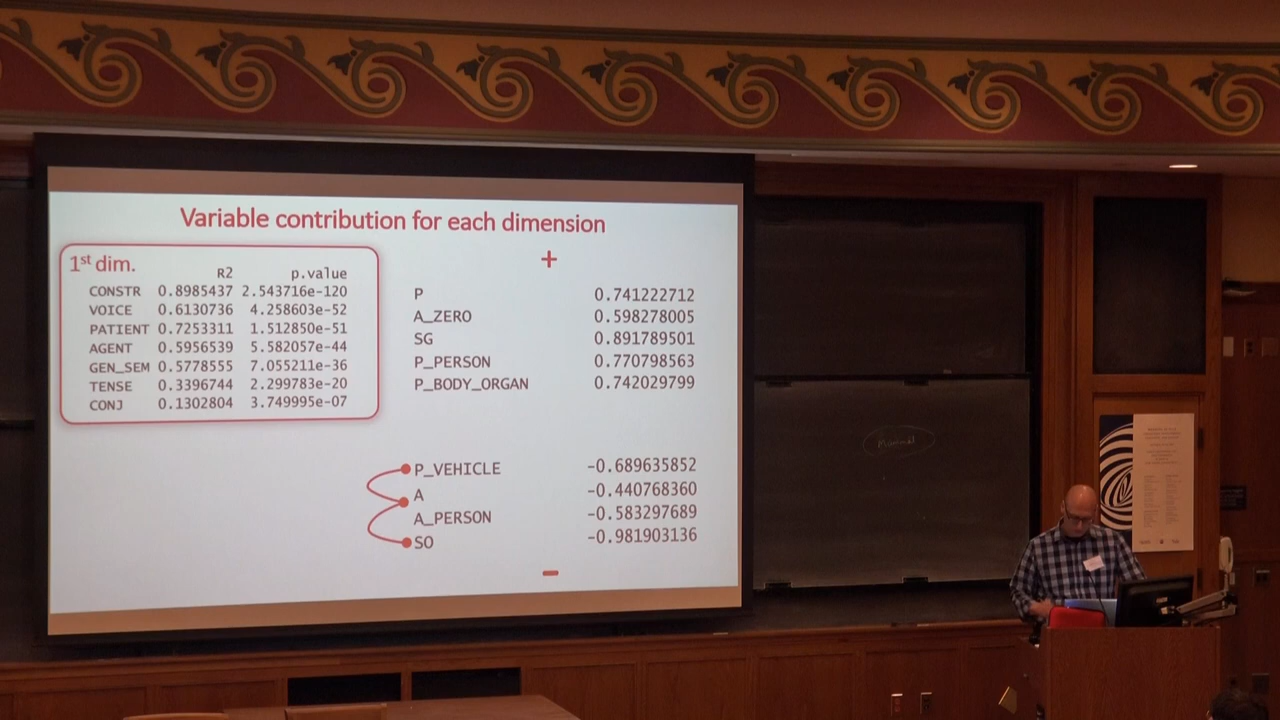 Variable contribution for each dimension
1st dim.
R2 p.value
CONSTR 0.8985437 2.543716e-120
VOICE 0.6130736 4.258603e-52
PATIENT 0.7253311 1.512850e-51
AGENT 0.5956539 5.582057e-44
GEN_SEM 0.5778555 7.055211e-36
TENSE 0.3396744 2.299783e-20
CONJ 0.1302804 3.749995e-07
+
P 0.741222712
A_ZERO 0.598278005
SG 0.891789501
P_PERSON 0.770798563
P_BODY_ORGAN 0.742029799
P_VEHICLE -0.689635852
A -0.440768360
A_PERSON -0.583297689
SO -0.981903136
−